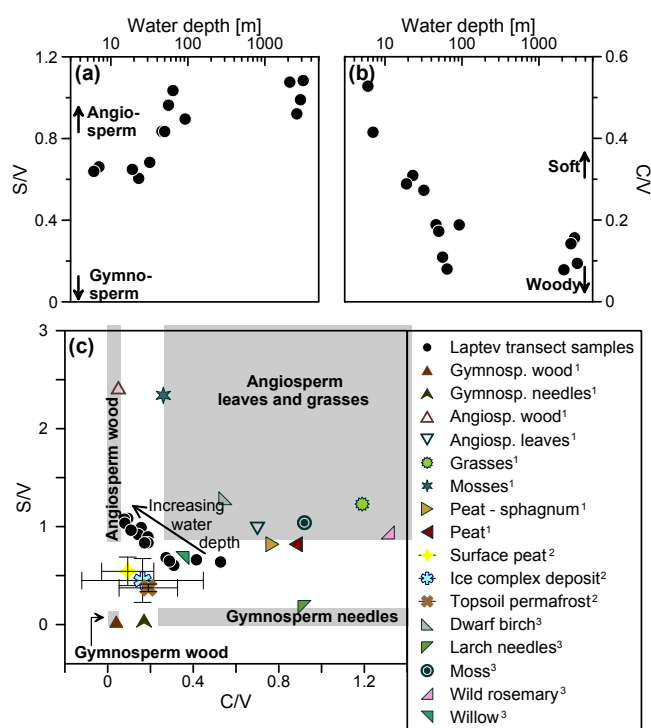 Water depth [m]
Water depth [m]
10
100
1000
10
100
2000
1.2
0.8
0.4
0
S/V
(a)
Angio-
sperm
Gymno-
sperm
(b)
Soft
Woody
0.6
0.4
0.2
0
C/V
3
2
1
0
S/V
(c)
Angiosperm wood
Angiosperm
leaves and grasses
Increasing
water
depth
Gymnosperm needles
Gymnosperm wood
0
0.4
0.8
1.2
C/V
Laptev transect samples
Gymnosp. wood¹
Gymnosp. needles¹
Angiosp. wood¹
Angiosp. leaves¹
Grasses¹
Mosses¹
Peat - sphagnum¹
Peat¹
Surface peat²
Ice complex deposit²
Topsoil permafrost²
Dwarf birch³
Larch needles³
Moss³
Wild rosemary³
Willow³